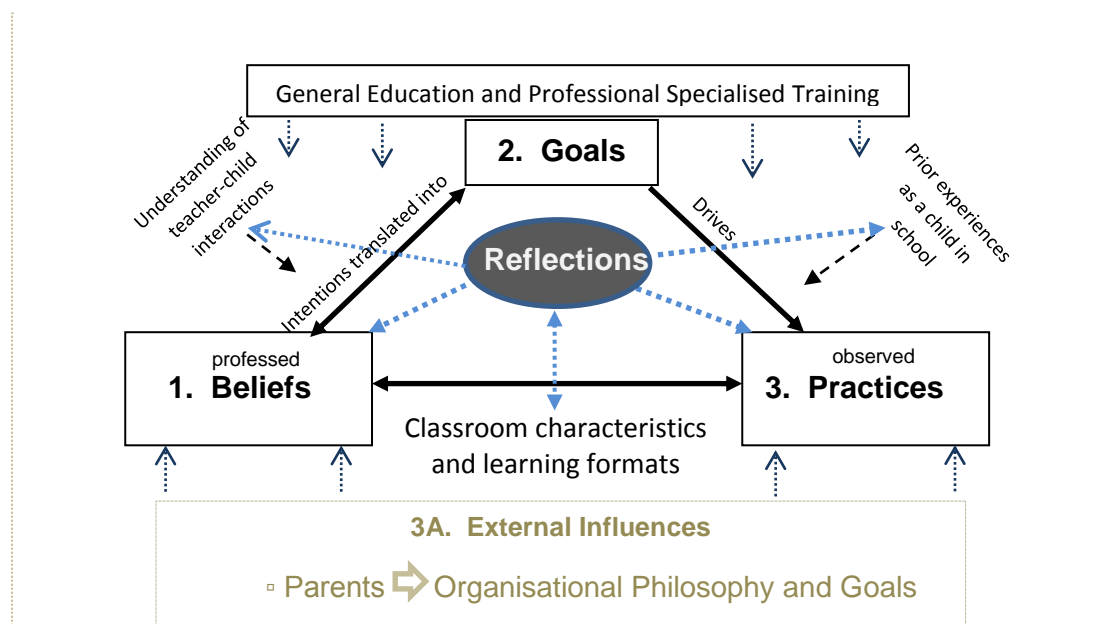 General Education and Professional Specialised Training
2. Goals
Understanding of
teacher-child
interactions
Intentions translated into
Drives
Prior experiences
as a child in
school
Reflections
professed
1. Beliefs
observed
3. Practices
Classroom characteristics
and learning formats
3A. External Influences
▫ Parents ⇨ Organisational Philosophy and Goals